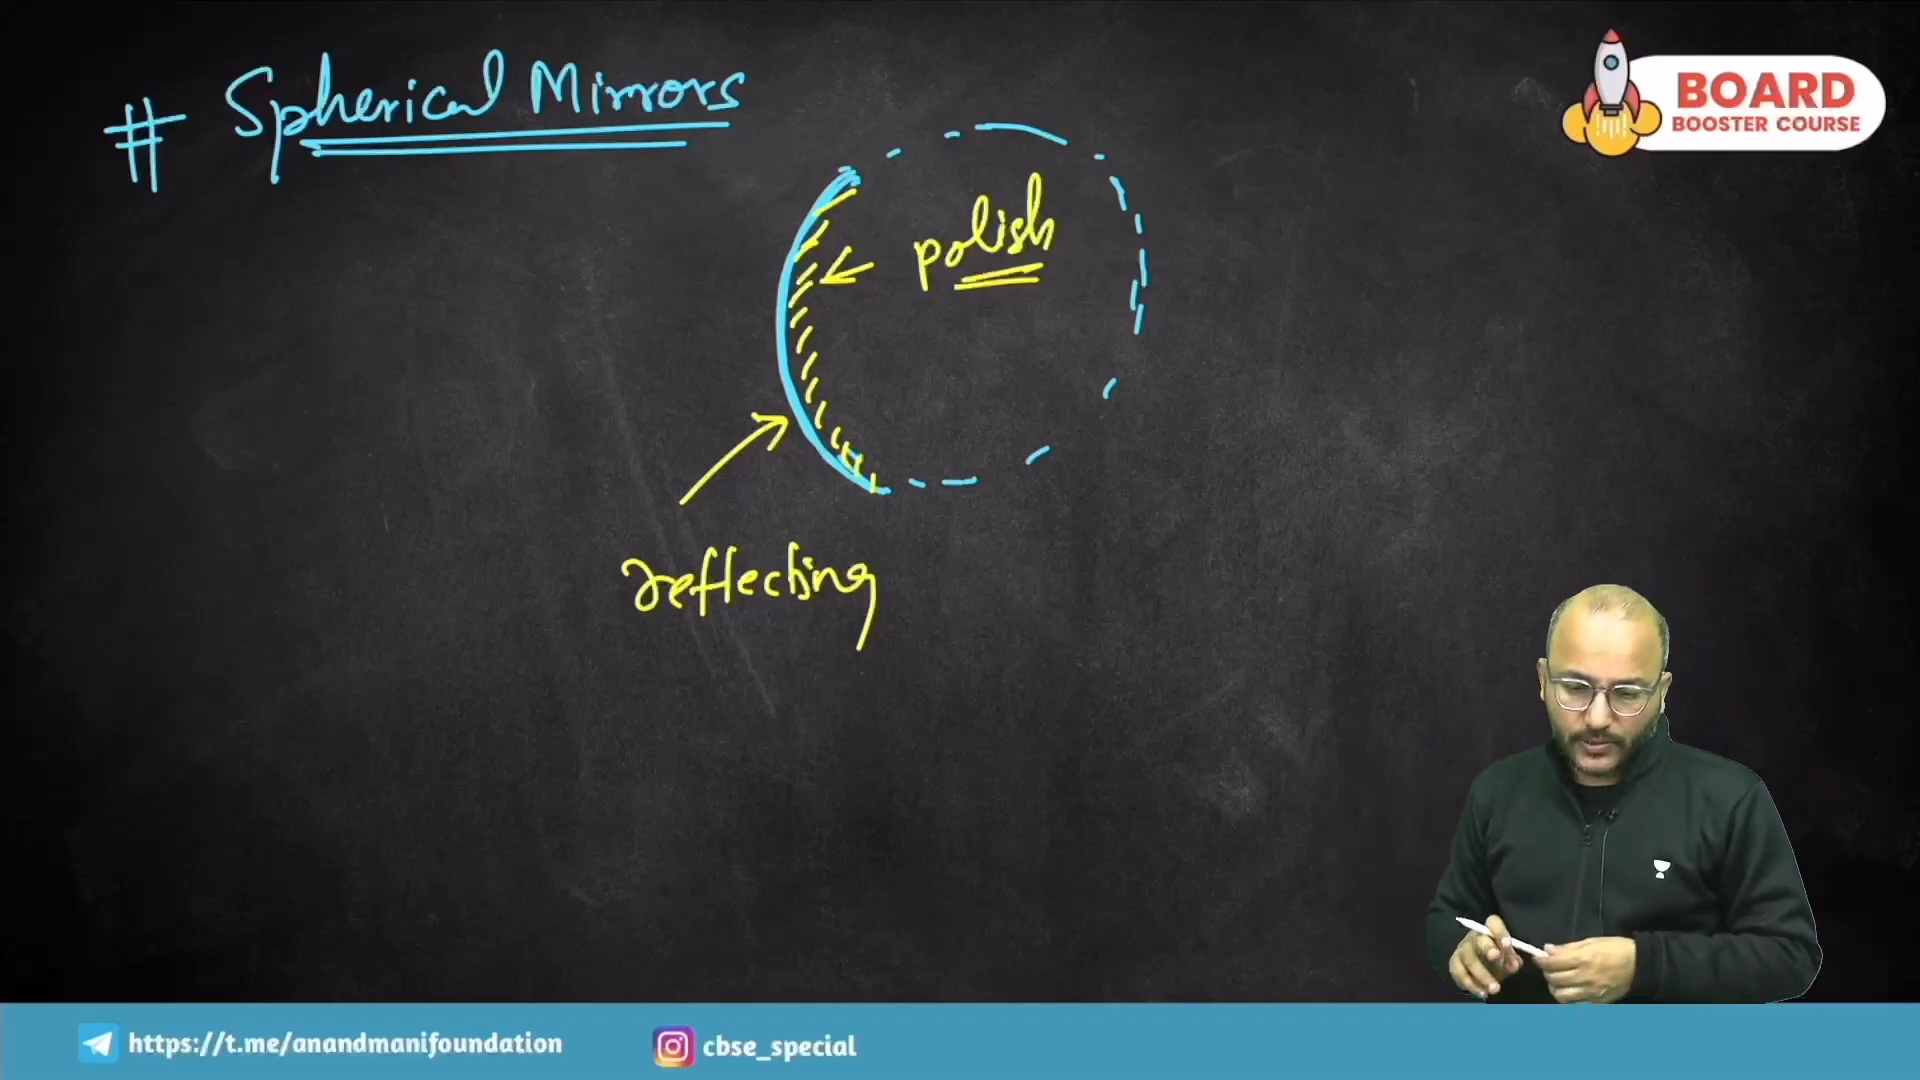 # Spherical Mirrors
BOARD
BOOSTER COURSE
polish
reflecting
https://t.me/anandmanifoundation
cbse_special